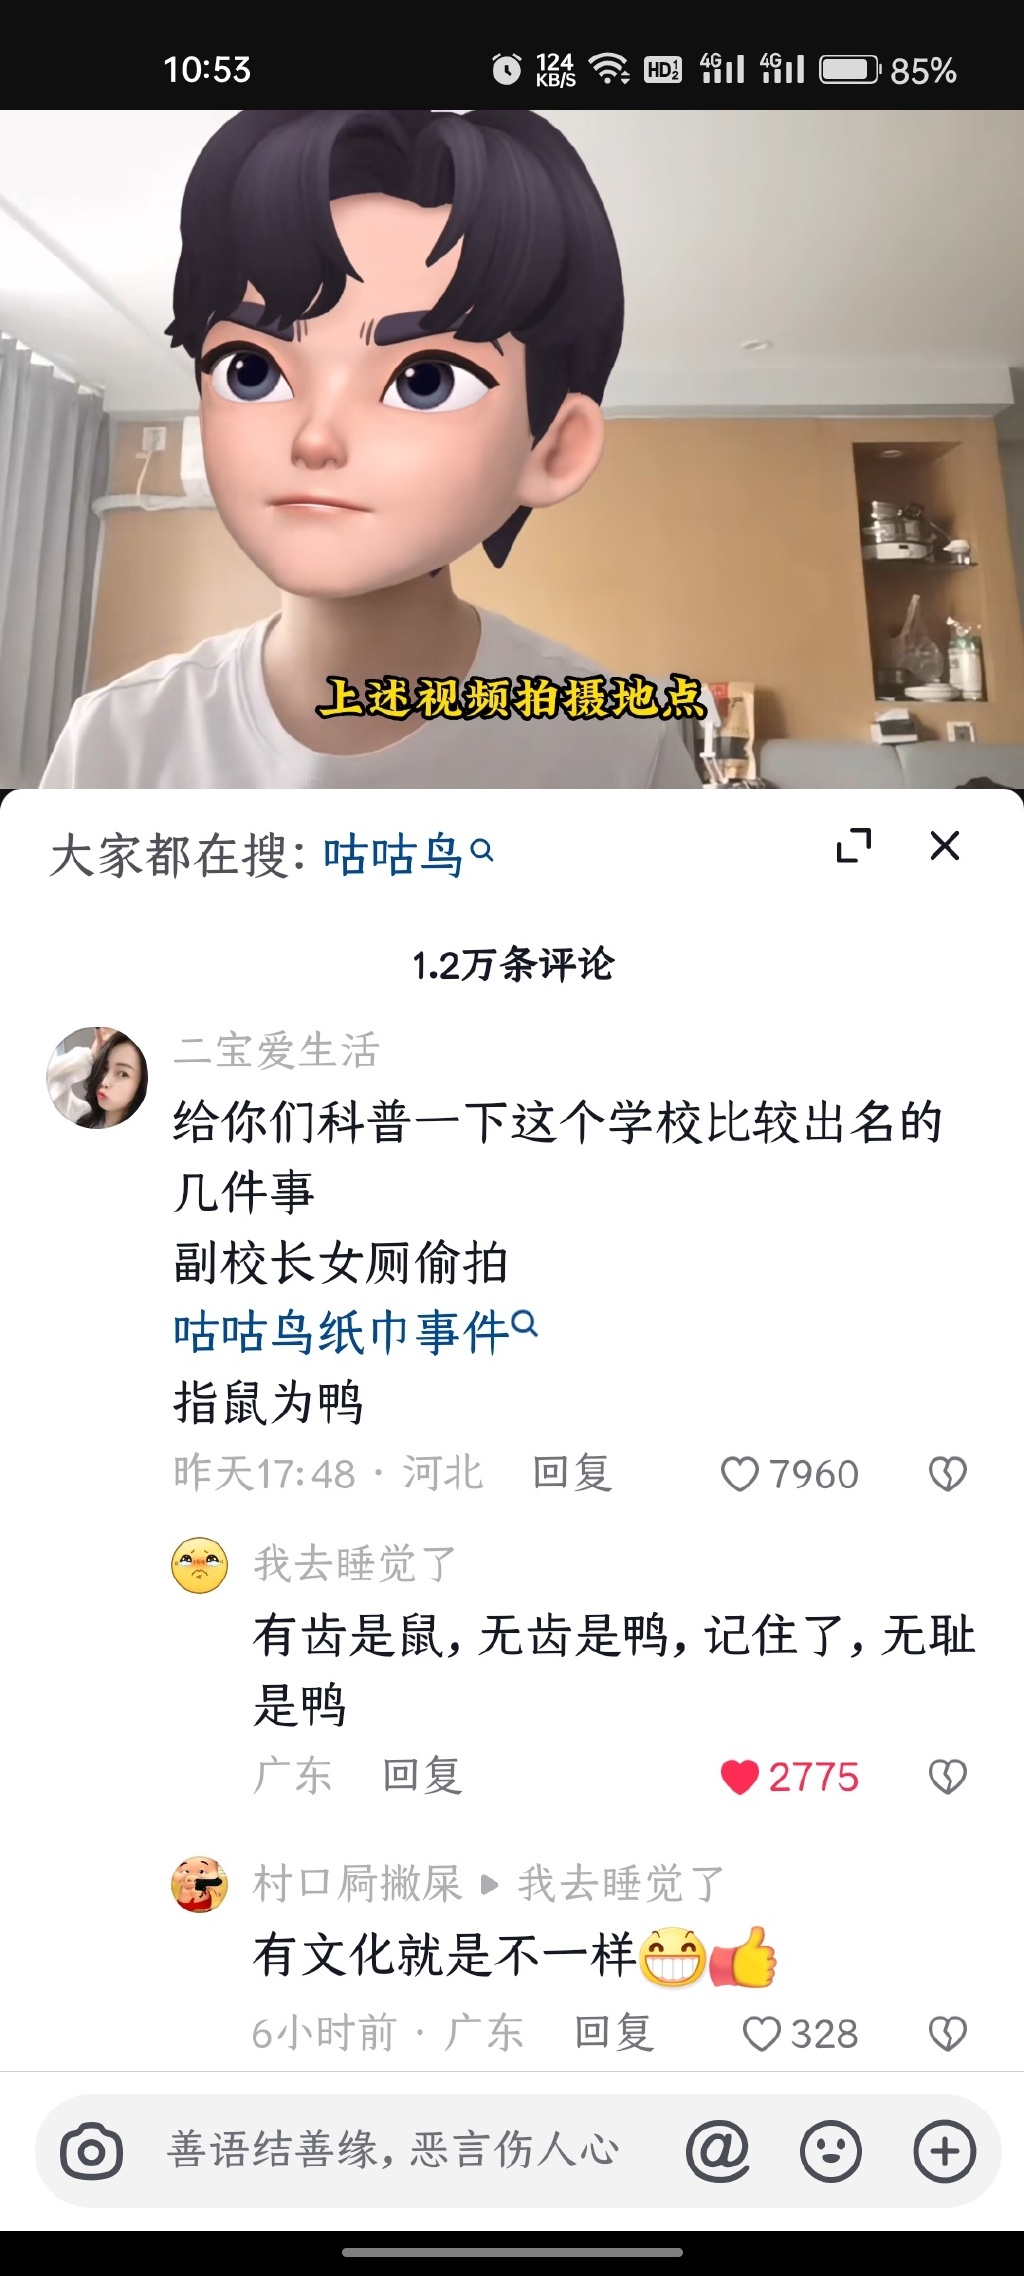 10:53
124
KB/S
HD 1 2
4G
4G
85%
上述视频拍摄地点
大家都在搜：咕咕鸟
1.2万条评论
二宝爱生活
给你们科普一下这个学校比较出名的
几件事
副校长女厕偷拍
咕咕鸟纸巾事件
指鼠为鸭
昨天17:48 · 河北 回复 7960
我去睡觉了
有齿是鼠，无齿是鸭，记住了，无耻
是鸭
广东 回复 2775
村口屙撇屎 ▸ 我去睡觉了
有文化就是不一样😁👍
6小时前 · 广东 回复 328
善语结善缘，恶言伤人心